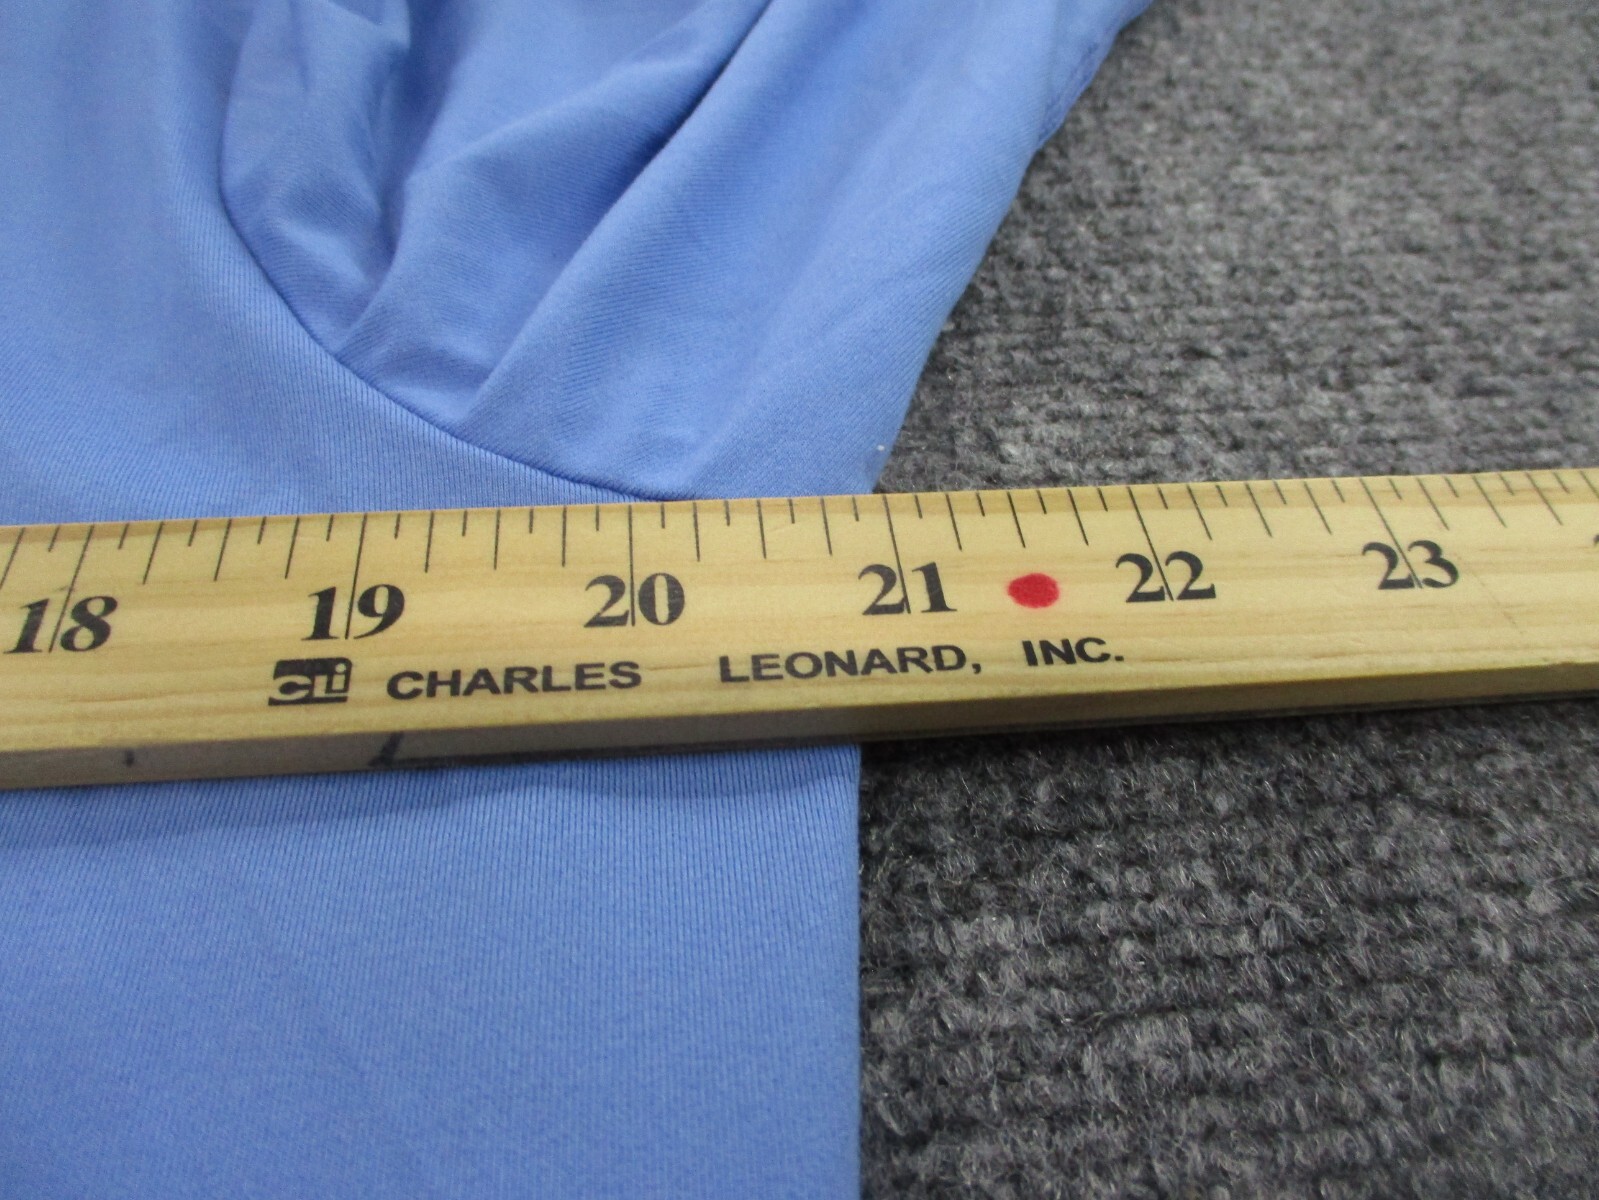 18 19 20 21 22 23
cli CHARLES LEONARD, INC.